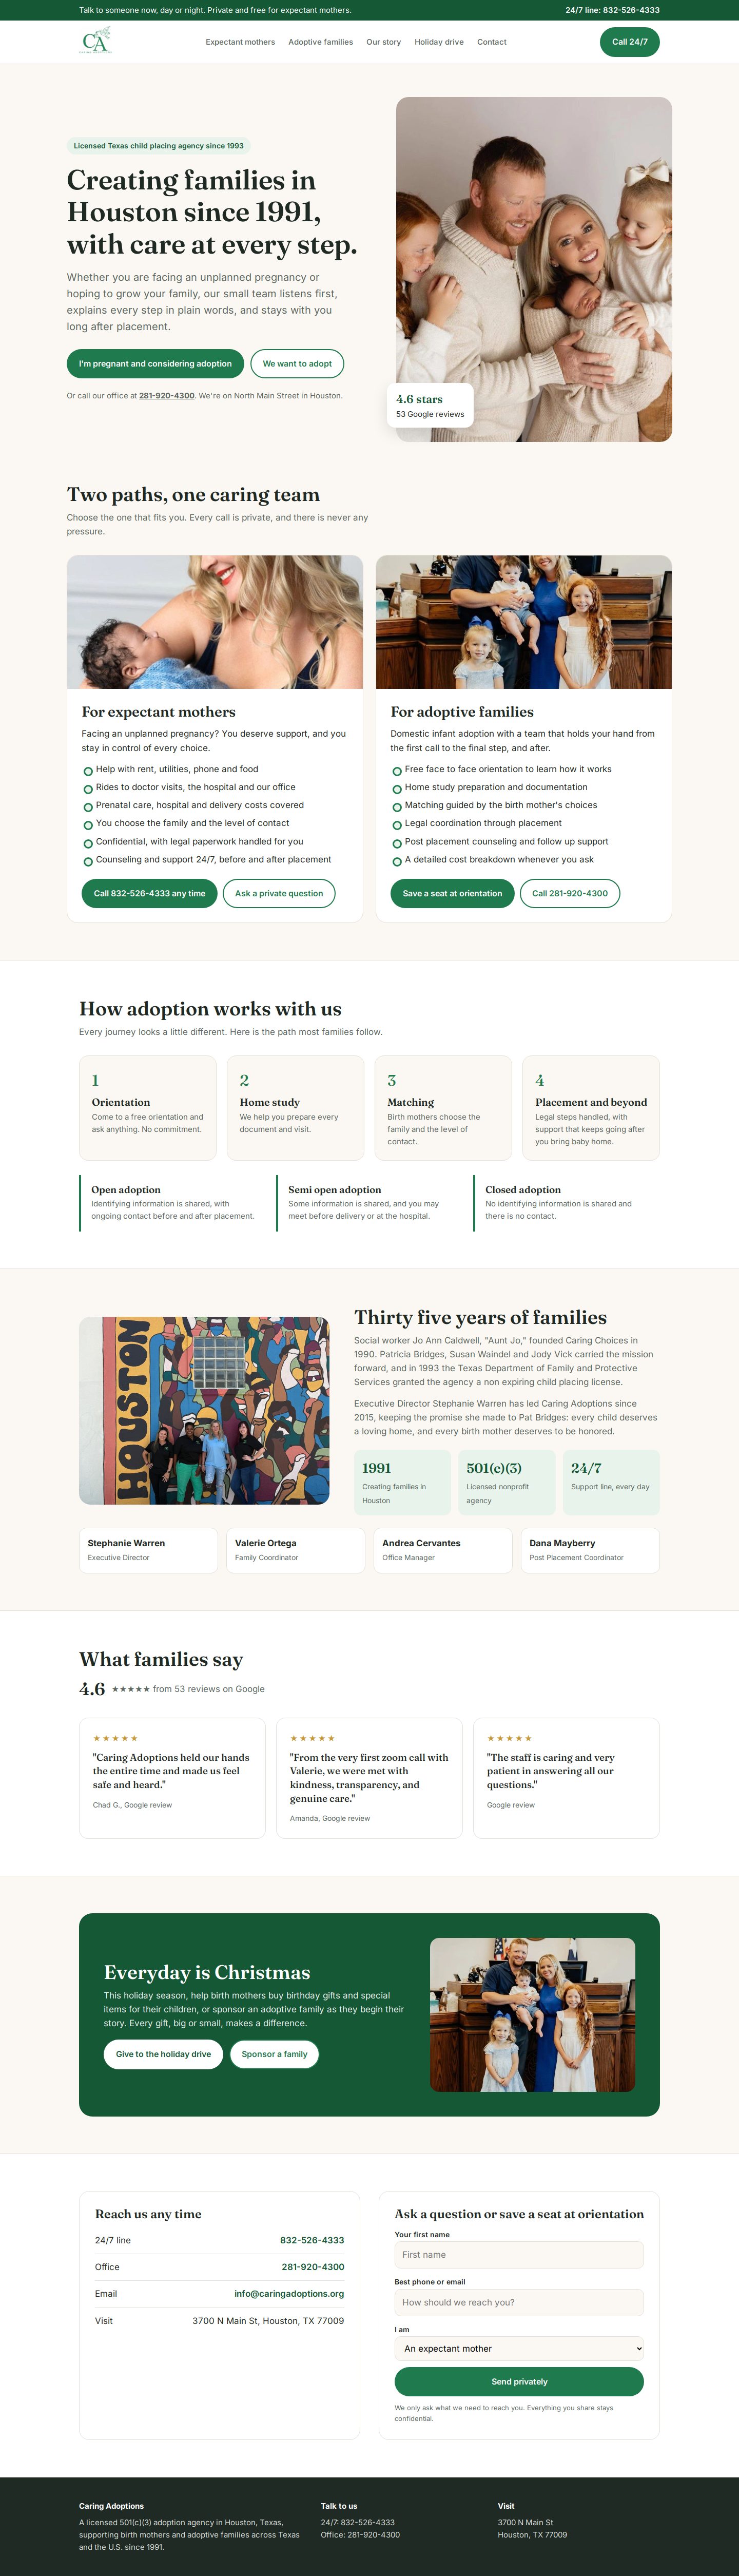 Talk to someone now, day or night. Private and free for expectant mothers.
24/7 line: 832-526-4333
CA
Expectant mothers
Adoptive families
Our story
Holiday drive
Contact
Call 24/7
Licensed Texas child placing agency since 1993
Creating families in
Houston since 1991,
with care at every step.
Whether you are facing an unplanned pregnancy or
hoping to grow your family, our small team listens first,
explains every step in plain words, and stays with you
long after placement.
I'm pregnant and considering adoption
We want to adopt
Or call our office at 281-920-4300. We're on North Main Street in Houston.
4.6 stars
53 Google reviews
Two paths, one caring team
Choose the one that fits you. Every call is private, and there is never any
pressure.
For expectant mothers
Facing an unplanned pregnancy? You deserve support, and you
stay in control of every choice.
Help with rent, utilities, phone and food
Rides to doctor visits, the hospital and our office
Prenatal care, hospital and delivery costs covered
You choose the family and the level of contact
Confidential, with legal paperwork handled for you
Counseling and support 24/7, before and after placement
Call 832-526-4333 any time
Ask a private question
For adoptive families
Domestic infant adoption with a team that holds your hand from
the first call to the final step, and after.
Free face to face orientation to learn how it works
Home study preparation and documentation
Matching guided by the birth mother's choices
Legal coordination through placement
Post placement counseling and follow up support
A detailed cost breakdown whenever you ask
Save a seat at orientation
Call 281-920-4300
How adoption works with us
Every journey looks a little different. Here is the path most families follow.
1
Orientation
Come to a free orientation and
ask anything. No commitment.
2
Home study
We help you prepare every
document and visit.
3
Matching
Birth mothers choose the
family and the level of
contact.
4
Placement and beyond
Legal steps handled, with
support that keeps going after
you bring baby home.
Open adoption
Identifying information is shared, with
ongoing contact before and after placement.
Semi open adoption
Some information is shared, and you may
meet before delivery or at the hospital.
Closed adoption
No identifying information is shared and
there is no contact.
HOUSTON
Thirty five years of families
Social worker Jo Ann Caldwell, "Aunt Jo," founded Caring Choices in
1990. Patricia Bridges, Susan Waindel and Jody Vick carried the mission
forward, and in 1993 the Texas Department of Family and Protective
Services granted the agency a non expiring child placing license.
Executive Director Stephanie Warren has led Caring Adoptions since
2015, keeping the promise she made to Pat Bridges: every child deserves
a loving home, and every birth mother deserves to be honored.
1991
Creating families in
Houston
501(c)(3)
Licensed nonprofit
agency
24/7
Support line, every day
Stephanie Warren
Executive Director
Valerie Ortega
Family Coordinator
Andrea Cervantes
Office Manager
Dana Mayberry
Post Placement Coordinator
What families say
4.6 ★★★★★ from 53 reviews on Google
★★★★★
"Caring Adoptions held our hands
the entire time and made us feel
safe and heard."
Chad G., Google review
★★★★★
"From the very first zoom call with
Valerie, we were met with
kindness, transparency, and
genuine care."
Amanda, Google review
★★★★★
"The staff is caring and very
patient in answering all our
questions."
Google review
Everyday is Christmas
This holiday season, help birth mothers buy birthday gifts and special
items for their children, or sponsor an adoptive family as they begin their
story. Every gift, big or small, makes a difference.
Give to the holiday drive
Sponsor a family
Reach us any time
24/7 line
832-526-4333
Office
281-920-4300
Email
info@caringadoptions.org
Visit
3700 N Main St, Houston, TX 77009
Ask a question or save a seat at orientation
Your first name
First name
Best phone or email
How should we reach you?
I am
An expectant mother
Send privately
We only ask what we need to reach you. Everything you share stays
confidential.
Caring Adoptions
A licensed 501(c)(3) adoption agency in Houston, Texas,
supporting birth mothers and adoptive families across Texas
and the U.S. since 1991.
Talk to us
24/7: 832-526-4333
Office: 281-920-4300
Visit
3700 N Main St
Houston, TX 77009